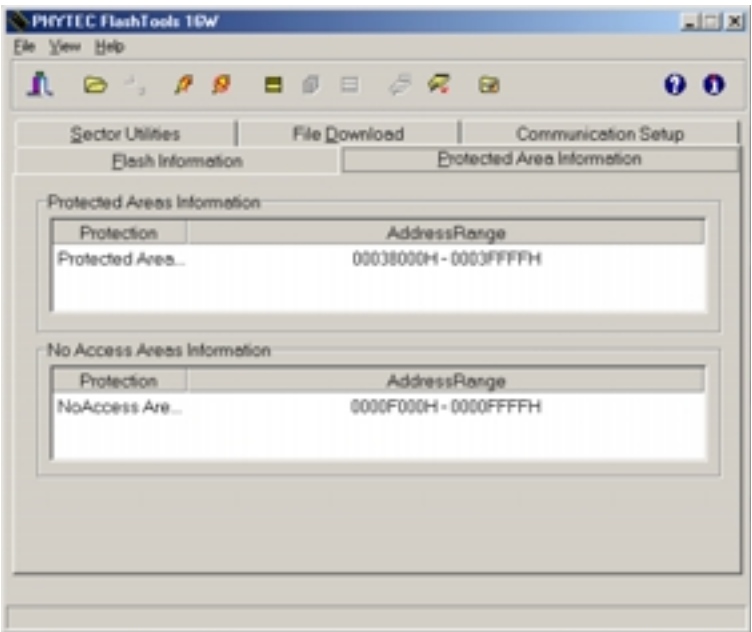 PHYTEC FlashTools 16W
File View Help
Sector Utilities File Download Communication Setup
Flash Information Protected Area Information
Protected Areas Information
Protection AddressRange
Protected Area... 00038000H - 0003FFFFH
No Access Areas Information
Protection AddressRange
NoAccess Are... 0000F000H - 0000FFFFH